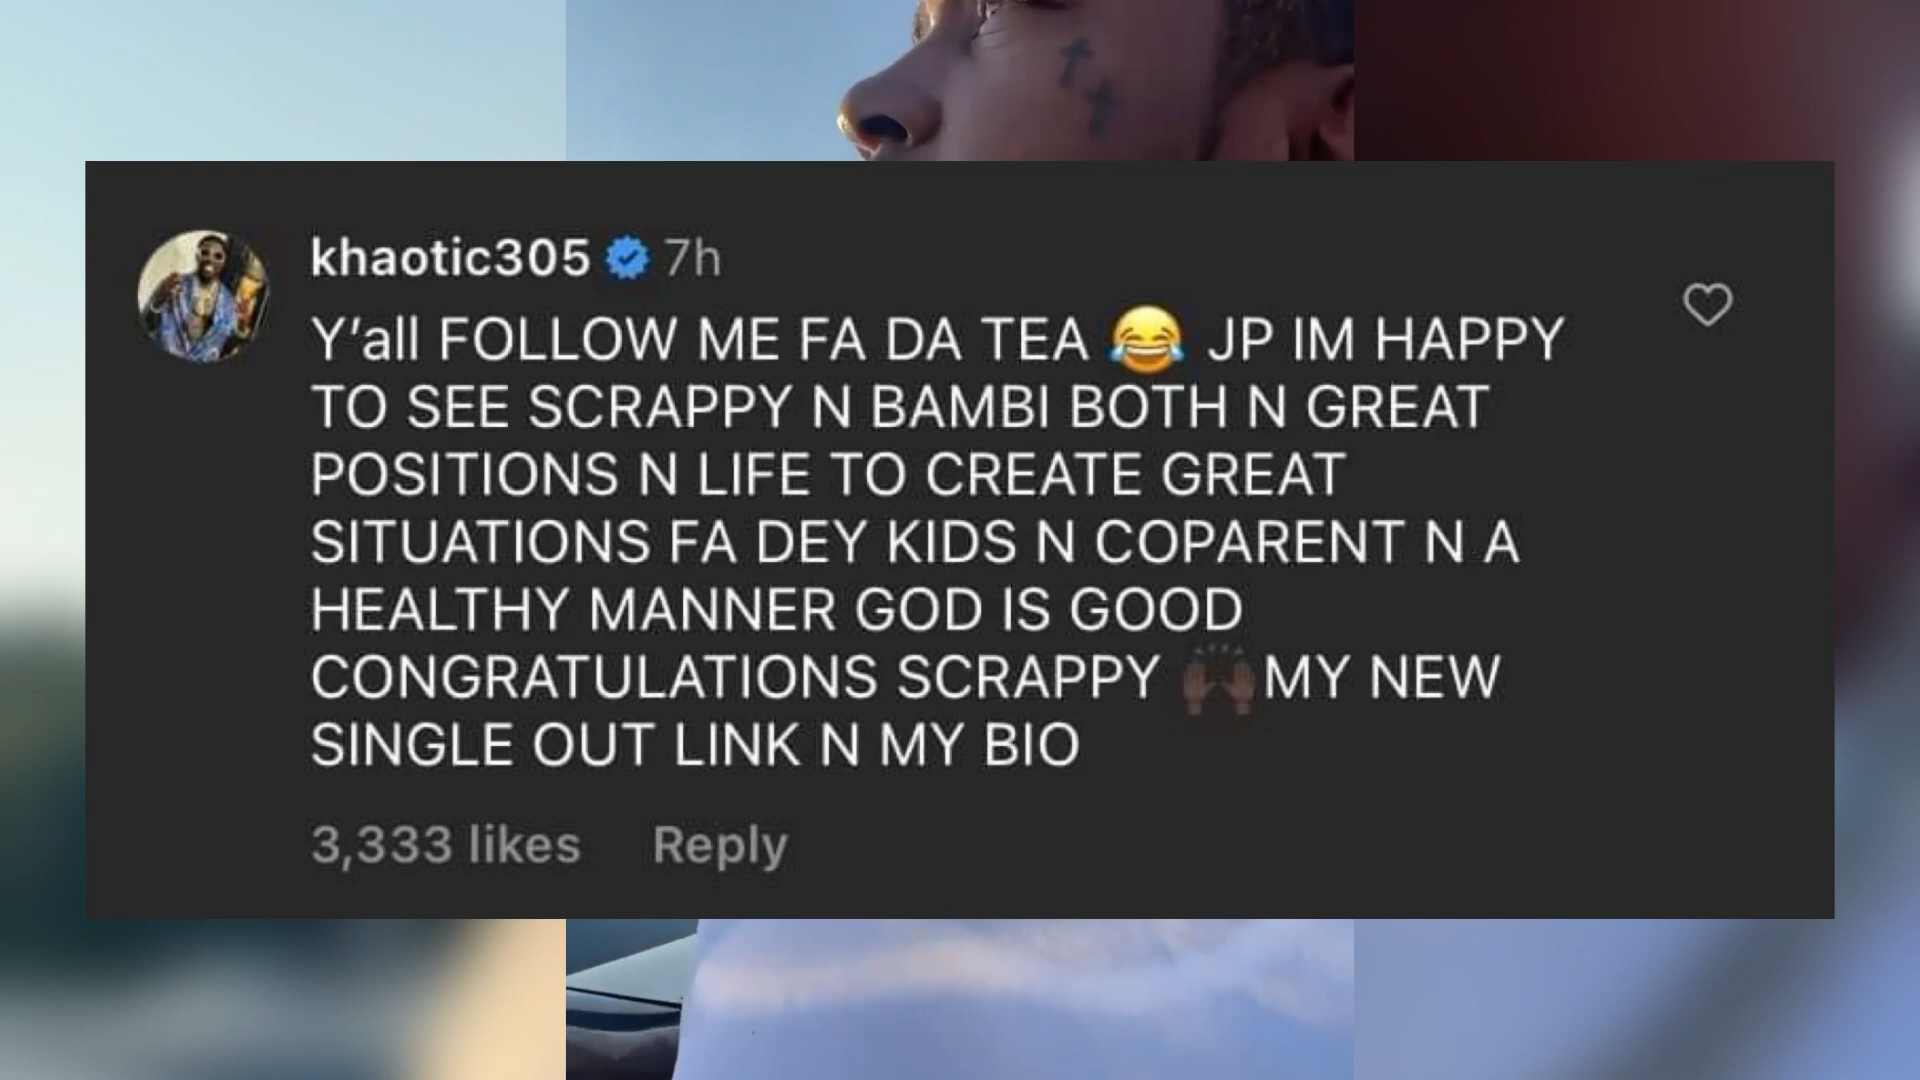 khaotic305 7h
Y'all FOLLOW ME FA DA TEA 😂 JP IM HAPPY
TO SEE SCRAPPY N BAMBI BOTH N GREAT
POSITIONS N LIFE TO CREATE GREAT
SITUATIONS FA DEY KIDS N COPARENT N A
HEALTHY MANNER GOD IS GOOD
CONGRATULATIONS SCRAPPY 🙌🏿MY NEW
SINGLE OUT LINK N MY BIO
3,333 likes Reply